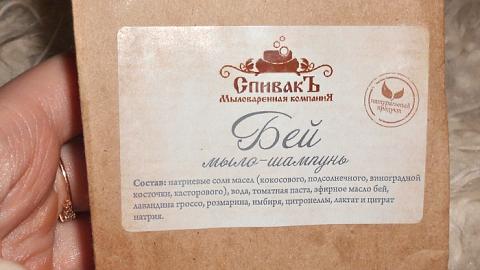 СпивакЪ
Мыловаренная компаниЯ
натуральный
продукт
Бей
мыло-шампунь
Состав: натриевые соли масел (кокосового, подсолнечного, виноградной
косточки, касторового), вода, томатная паста, эфирное масло бей,
лавандина гроссо, розмарина, имбиря, цитронеллы, лактат и цитрат
натрия.